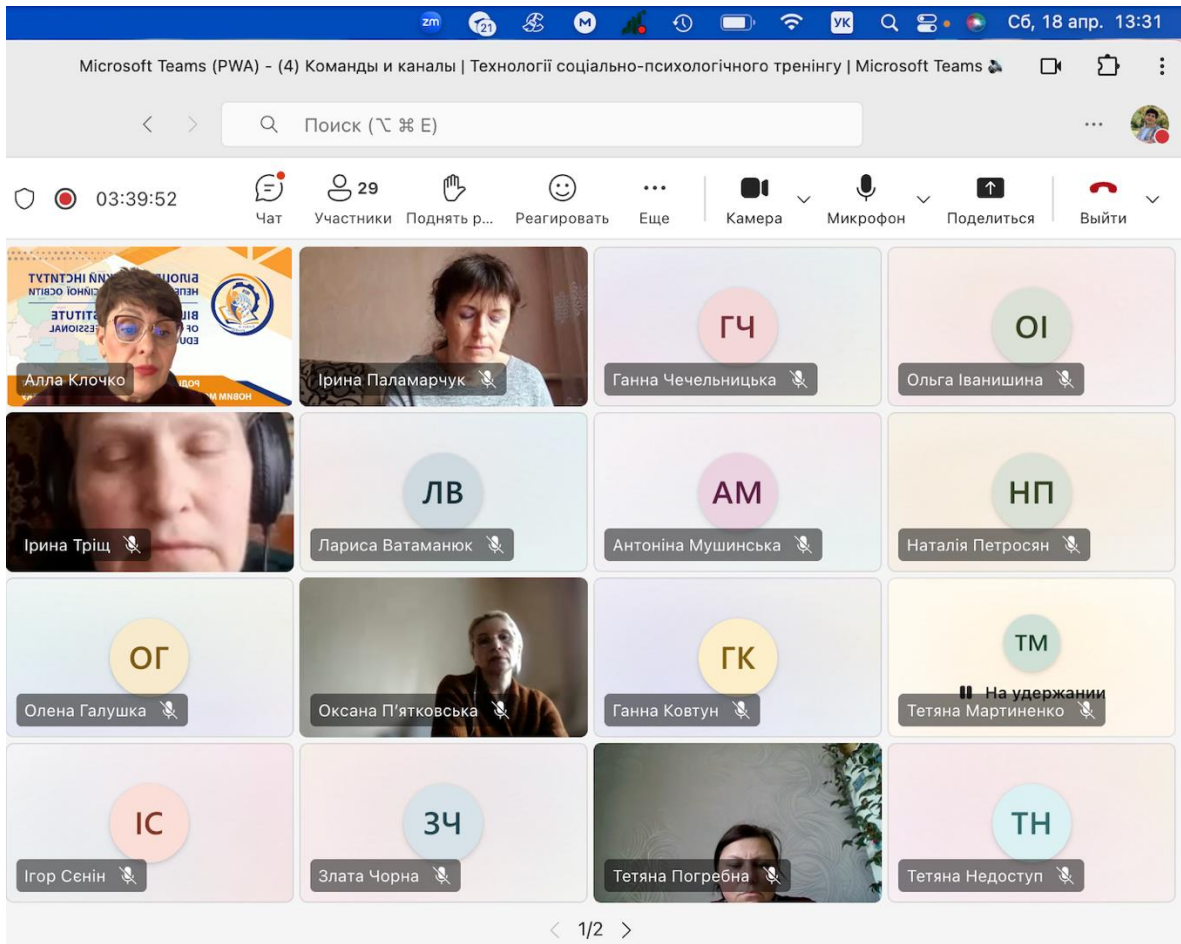 zm 21 M УК Сб, 18 апр. 13:31
Microsoft Teams (PWA) - (4) Команды и каналы | Технології соціально-психологічного тренінгу | Microsoft Teams
Поиск (⌥ ⌘ E)
03:39:52
29
Чат Участники Поднять р... Реагировать Еще Камера Микрофон Поделиться Выйти
Алла Клочко
Ірина Паламарчук
ГЧ
Ганна Чечельницька
ОІ
Ольга Іванишина
Ірина Тріщ
ЛВ
Лариса Ватаманюк
АМ
Антоніна Мушинська
НП
Наталія Петросян
ОГ
Олена Галушка
Оксана П'ятковська
ГК
Ганна Ковтун
ТМ
На удержании
Тетяна Мартиненко
ІС
Ігор Сєнін
ЗЧ
Злата Чорна
Тетяна Погребна
ТН
Тетяна Недоступ
1/2